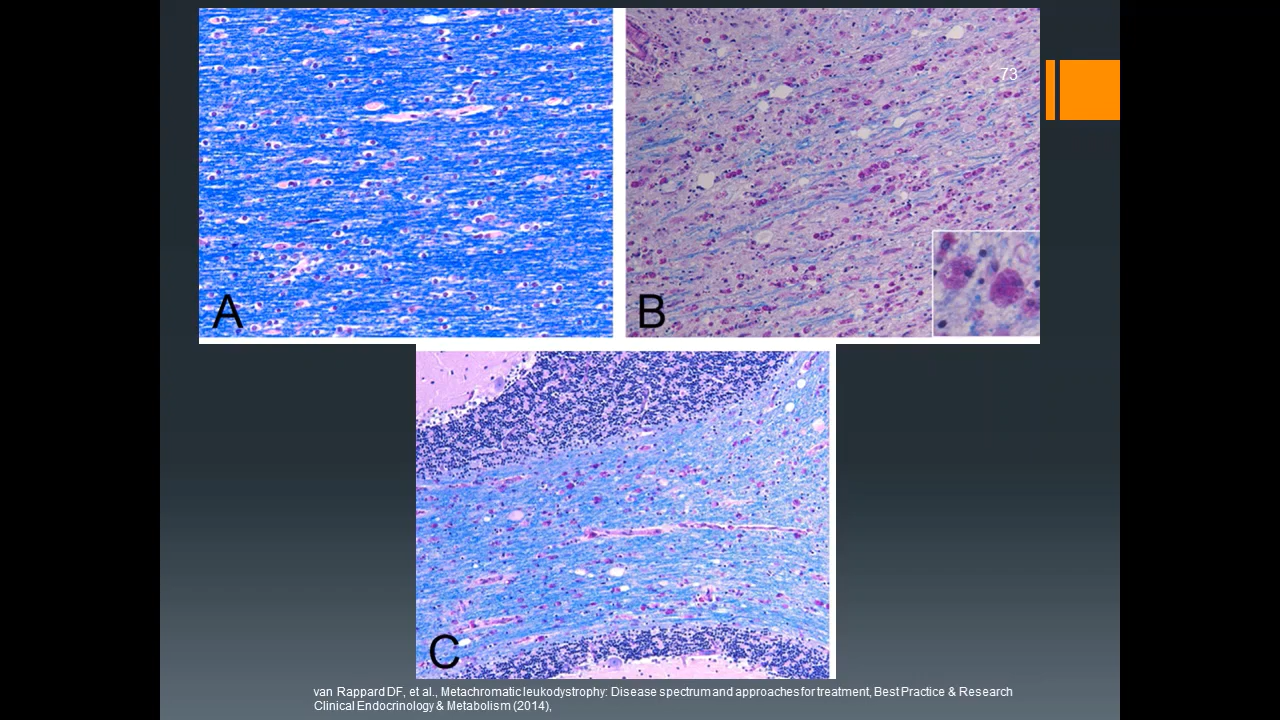 73
A
B
C
van Rappard DF, et al., Metachromatic leukodystrophy: Disease spectrum and approaches for treatment, Best Practice & Research
Clinical Endocrinology & Metabolism (2014),